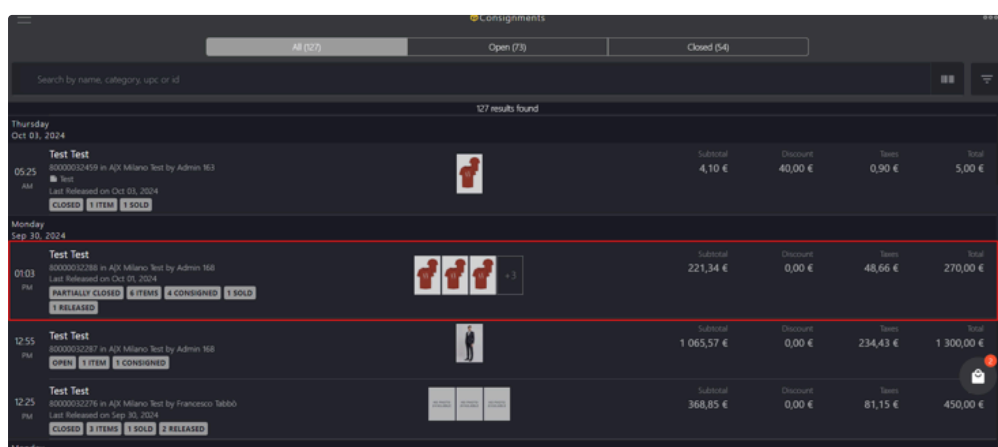 Consignments
All (127) Open (73) Closed (54)
Search by name, category, upc or id
127 results found
Thursday
Oct 03, 2024
Test Test
05:25 AM
80000032459 in A|X Milano Test by Admin 163
Test
Last Released on Oct 03, 2024
CLOSED 1 ITEM 1 SOLD
Subtotal Discount Taxes Total
4,10 € 40,00 € 0,90 € 5,00 €
Monday
Sep 30, 2024
Test Test
01:03 PM
80000032288 in A|X Milano Test by Admin 168
Last Released on Oct 01, 2024
PARTIALLY CLOSED 6 ITEMS 4 CONSIGNED 1 SOLD
1 RELEASED
+3
Subtotal Discount Taxes Total
221,34 € 0,00 € 48,66 € 270,00 €
Test Test
12:55 PM
80000032287 in A|X Milano Test by Admin 168
OPEN 1 ITEM 1 CONSIGNED
Subtotal Discount Taxes Total
1 065,57 € 0,00 € 234,43 € 1 300,00 €
2
Test Test
12:25 PM
80000032276 in A|X Milano Test by Francesco Tabbò
Last Released on Sep 30, 2024
CLOSED 3 ITEMS 1 SOLD 2 RELEASED
Subtotal Discount Taxes Total
368,85 € 0,00 € 81,15 € 450,00 €
Monday